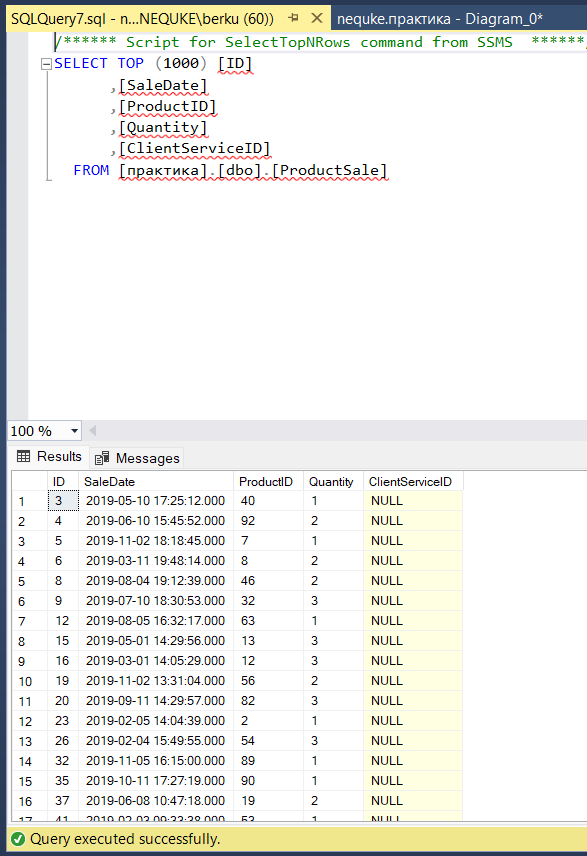 SQLQuery7.sql - n...NEQUKE\berku (60)) nequke.практика - Diagram_0*
/****** Script for SelectTopNRows command from SSMS ******
SELECT TOP (1000) [ID]
,[SaleDate]
,[ProductID]
,[Quantity]
,[ClientServiceID]
FROM [практика].[dbo].[ProductSale]
100 %
Results Messages
ID SaleDate ProductID Quantity ClientServiceID
1 3 2019-05-10 17:25:12.000 40 1 NULL
2 4 2019-06-10 15:45:52.000 92 2 NULL
3 5 2019-11-02 18:18:45.000 7 1 NULL
4 6 2019-03-11 19:48:14.000 8 2 NULL
5 8 2019-08-04 19:12:39.000 46 2 NULL
6 9 2019-07-10 18:30:53.000 32 3 NULL
7 12 2019-08-05 16:32:17.000 63 1 NULL
8 15 2019-05-01 14:29:56.000 13 3 NULL
9 16 2019-03-01 14:05:29.000 12 3 NULL
10 19 2019-11-02 13:31:04.000 56 2 NULL
11 20 2019-09-11 14:29:57.000 82 3 NULL
12 23 2019-02-05 14:04:39.000 2 1 NULL
13 26 2019-02-04 15:49:55.000 54 3 NULL
14 32 2019-11-05 16:15:00.000 89 1 NULL
15 35 2019-10-11 17:27:19.000 90 1 NULL
16 37 2019-06-08 10:47:18.000 19 2 NULL
17 41 2019-02-03 09:33:38.000 53 1 NULL
Query executed successfully.